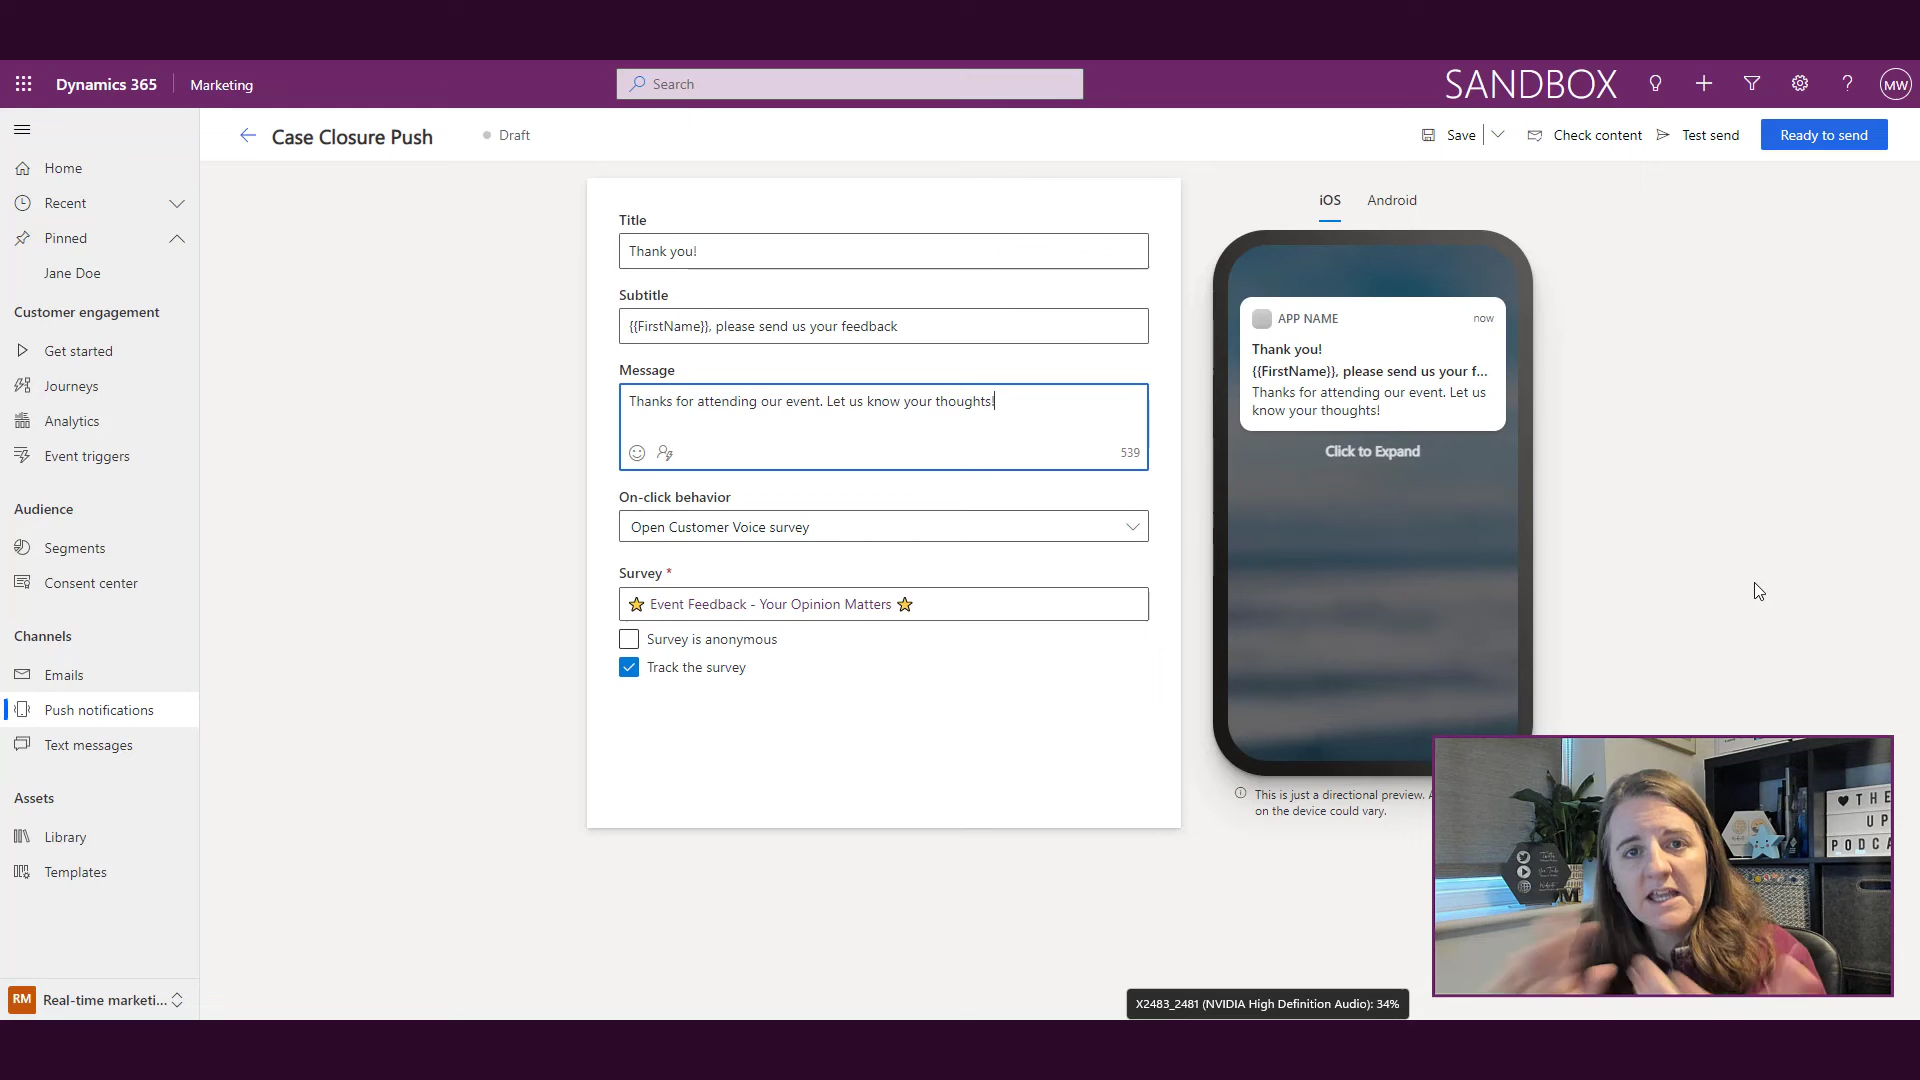 Dynamics 365
Marketing
Search
SANDBOX
MW
Case Closure Push
Draft
Save
Check content
Test send
Ready to send
Home
Recent
Pinned
Jane Doe
Customer engagement
Get started
Journeys
Analytics
Event triggers
Audience
Segments
Consent center
Channels
Emails
Push notifications
Text messages
Assets
Library
Templates
RM
Real-time marketi...
Title
Thank you!
Subtitle
{{FirstName}}, please send us your feedback
Message
Thanks for attending our event. Let us know your thoughts!
539
On-click behavior
Open Customer Voice survey
Survey *
Event Feedback - Your Opinion Matters
Survey is anonymous
Track the survey
iOS
Android
APP NAME
now
Thank you!
{{FirstName}}, please send us your f...
Thanks for attending our event. Let us
know your thoughts!
Click to Expand
This is just a directional preview.
on the device could vary.
THE
UP
PODCA
X2483_2481 (NVIDIA High Definition Audio): 34%